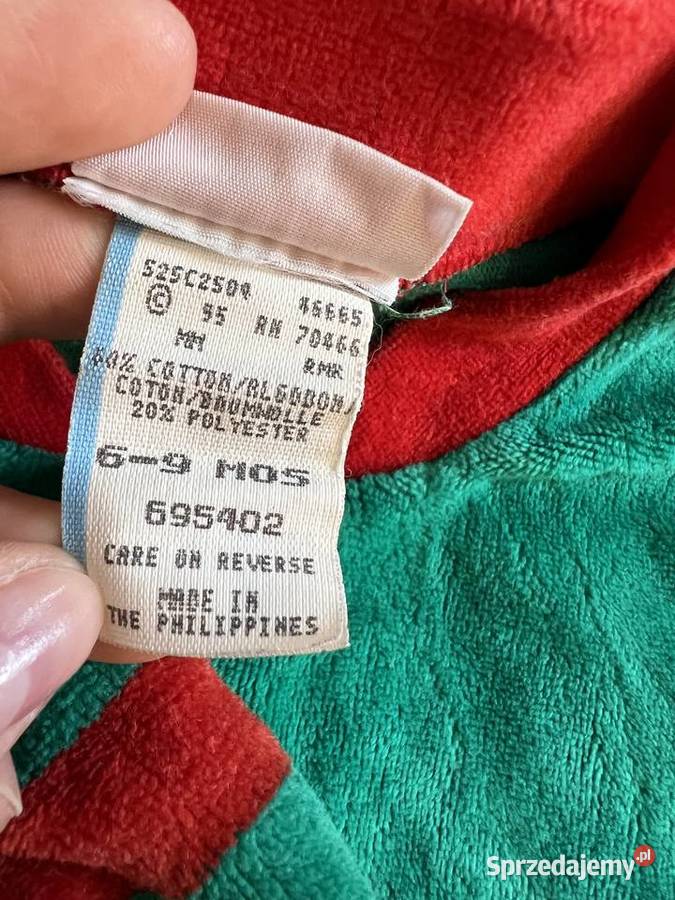 525C2504 46665
© 95 RN 70466
MM RMR
COTTON/ALGODON/
COTON/BAUMWOLLE
20% POLYESTER
6-9 MOS
695402
CARE ON REVERSE
MADE IN
THE PHILIPPINES
Sprzedajemy.pl